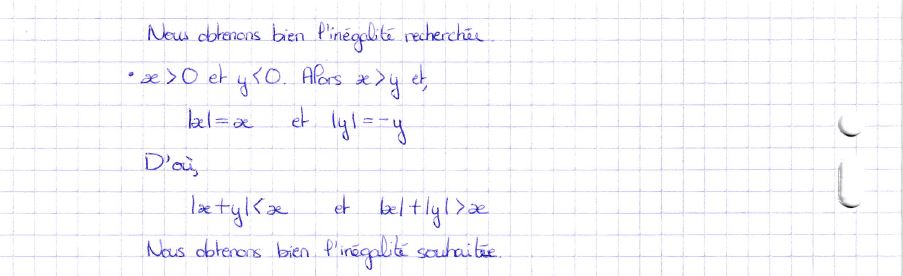 Nous obtenons bien l'inégalité recherchée.
• x>0 et y<0. Alors x>y et,
|x|=x et |y|=-y
D'où,
|x+y|<x et |x|+|y|>x
Nous obtenons bien l'inégalité souhaitée.